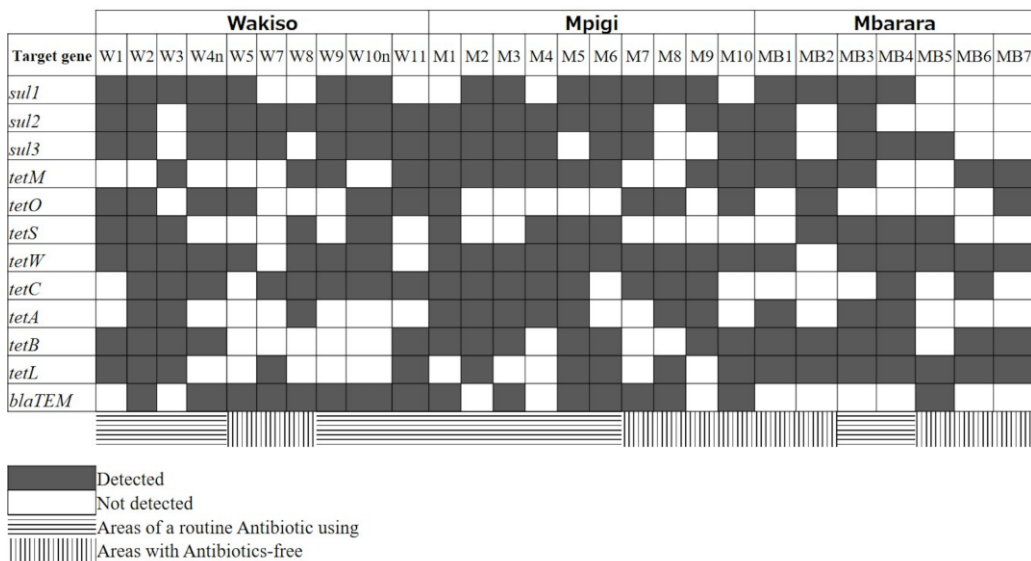 Wakiso Mpigi Mbarara
Target gene W1 W2 W3 W4n W5 W7 W8 W9 W10n W11 M1 M2 M3 M4 M5 M6 M7 M8 M9 M10 MB1 MB2 MB3 MB4 MB5 MB6 MB7
sul1
sul2
sul3
tetM
tetO
tetS
tetW
tetC
tetA
tetB
tetL
blaTEM
Detected
Not detected
Areas of a routine Antibiotic using
Areas with Antibiotics-free